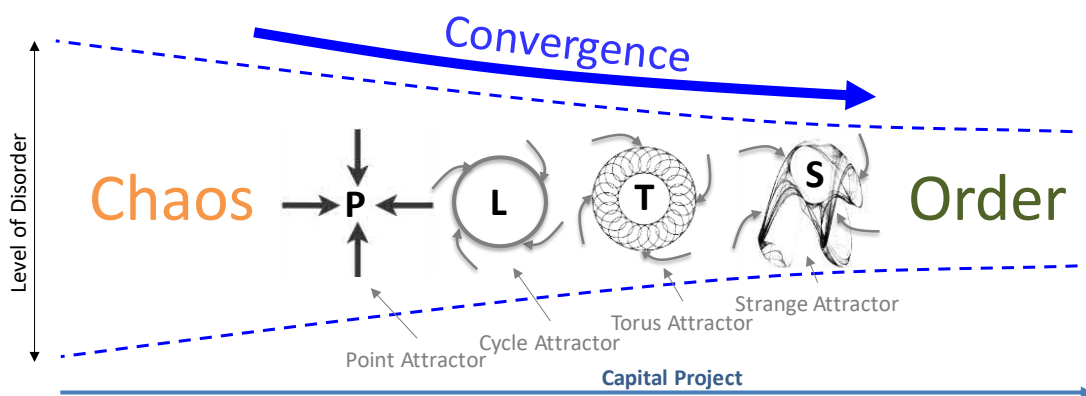 Convergence
Level of Disorder
Chaos
P
L
T
S
Order
Point Attractor
Cycle Attractor
Torus Attractor
Strange Attractor
Capital Project